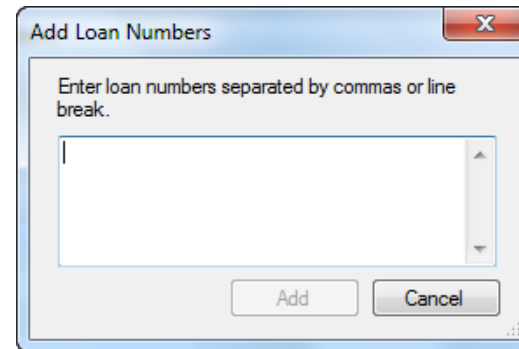 Add Loan Numbers
Enter loan numbers separated by commas or line
break.
Add
Cancel